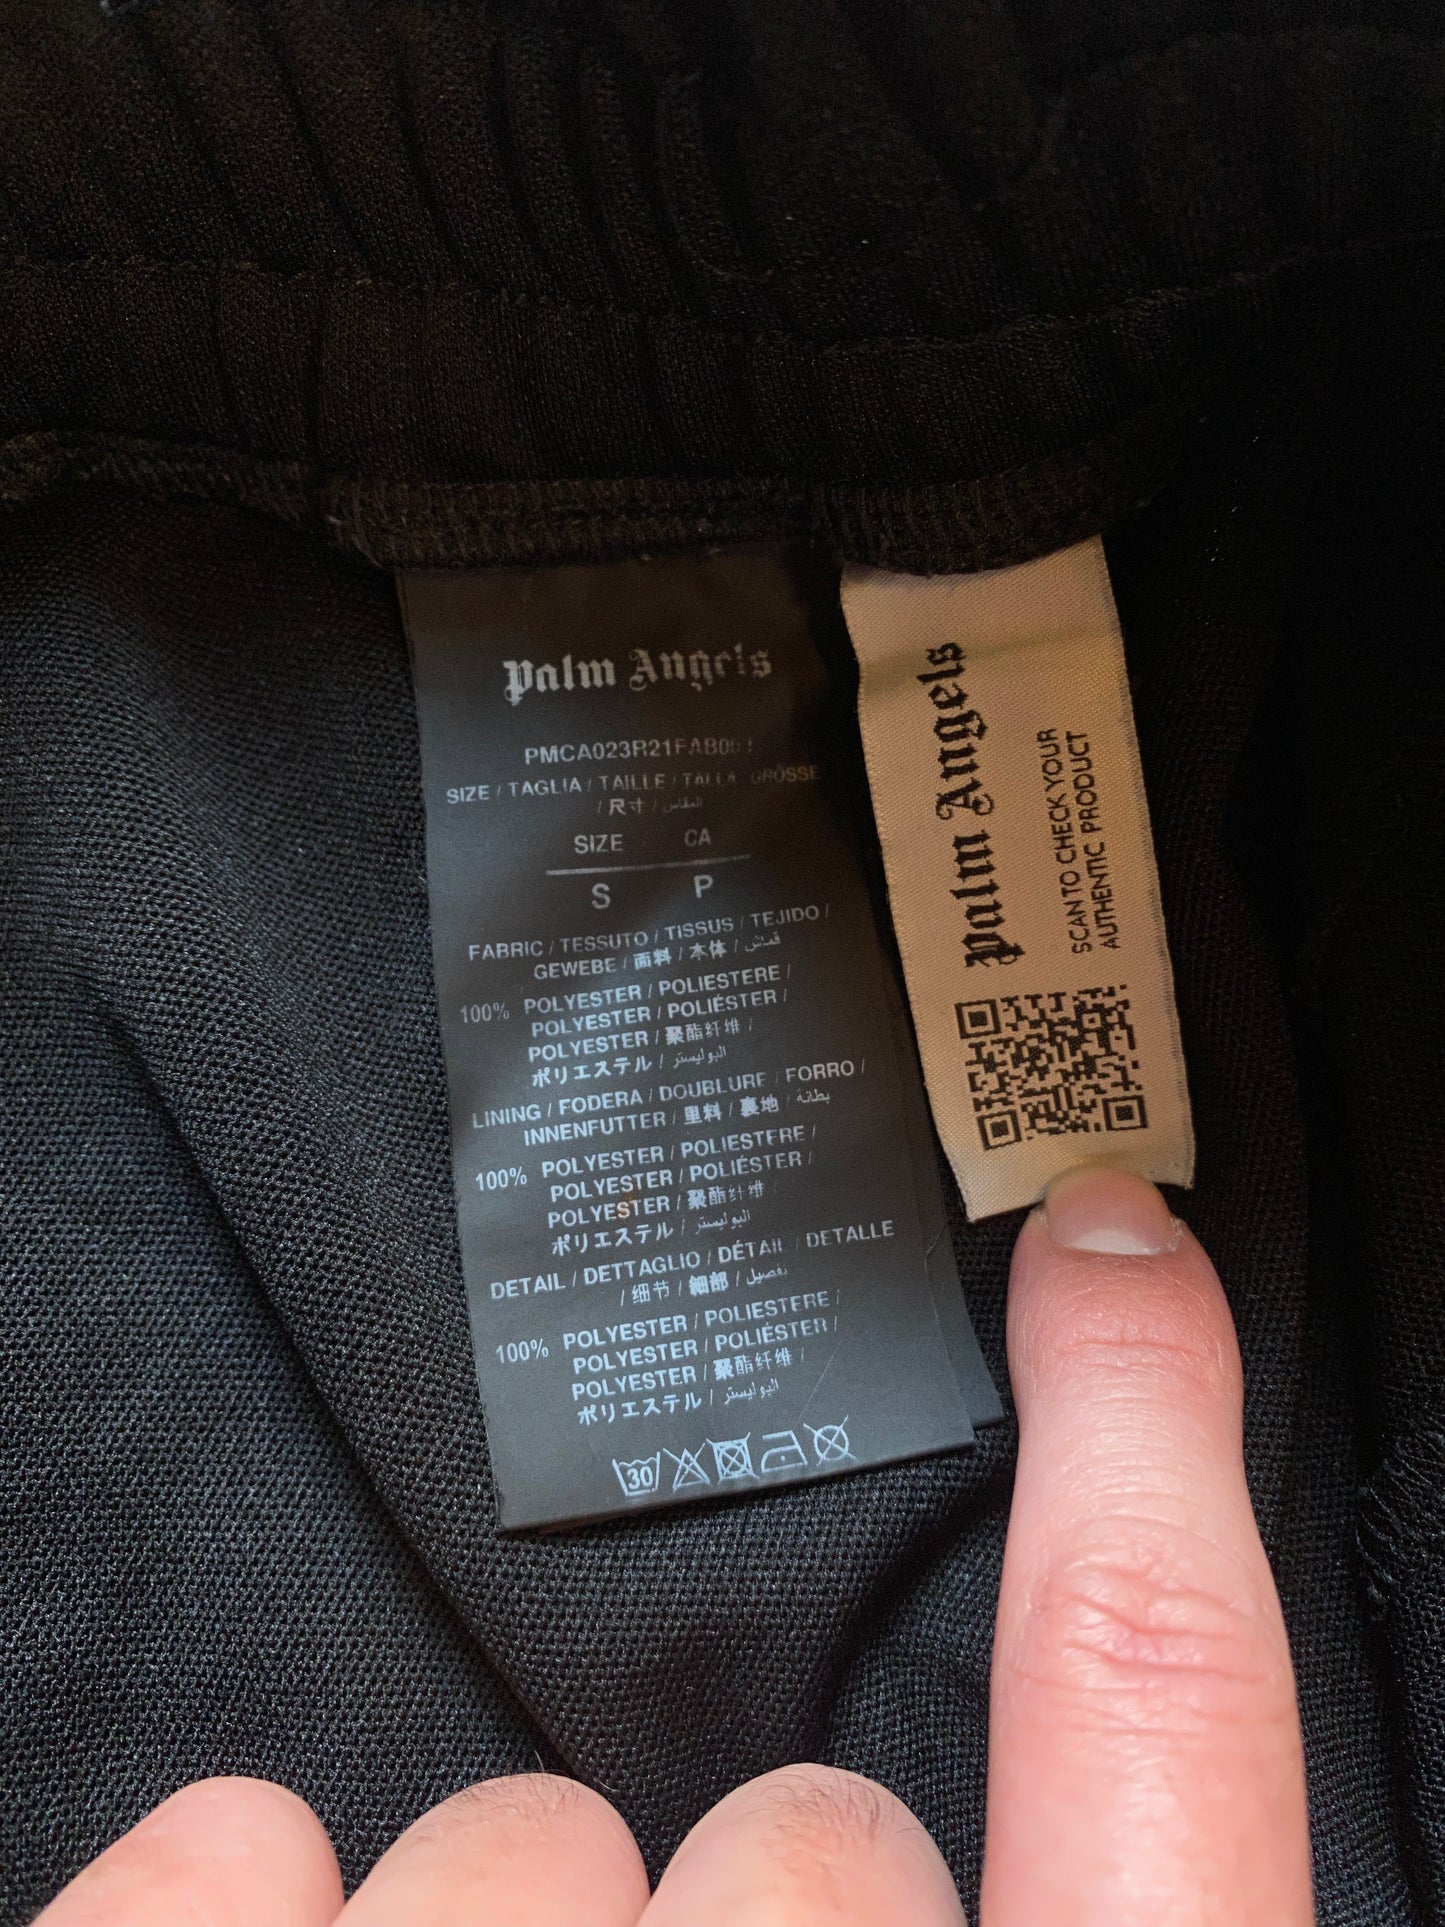 Palm Angels
PMCA023R21FAB00
SIZE / TAGLIA / TAILLE / TALLA GRÖSSE
/ 尺寸 / المقاس
SIZE CA
S P
FABRIC / TESSUTO / TISSUS / TEJIDO /
GEWEBE / 面料 / 本体 / قماش
100% POLYESTER / POLIESTERE /
POLYESTER / POLIÉSTER /
POLYESTER / 聚酯纤维 /
ポリエステル / البوليستر
LINING / FODERA / DOUBLURE / FORRO /
INNENFUTTER / 里料 / 裏地 / بطانة
100% POLYESTER / POLIESTERE /
POLYESTER / POLIÉSTER /
POLYESTER / 聚酯纤维
ポリエステル / البوليستر
DETAIL / DETTAGLIO / DÉTAIL / DETALLE
/ 细节 / 細部 / تفصيل
100% POLYESTER / POLIESTERE /
POLYESTER / POLIÉSTER /
POLYESTER / 聚酯纤维 /
ポリエステル / البوليستر
30
Palm Angels
SCAN TO CHECK YOUR
AUTHENTIC PRODUCT